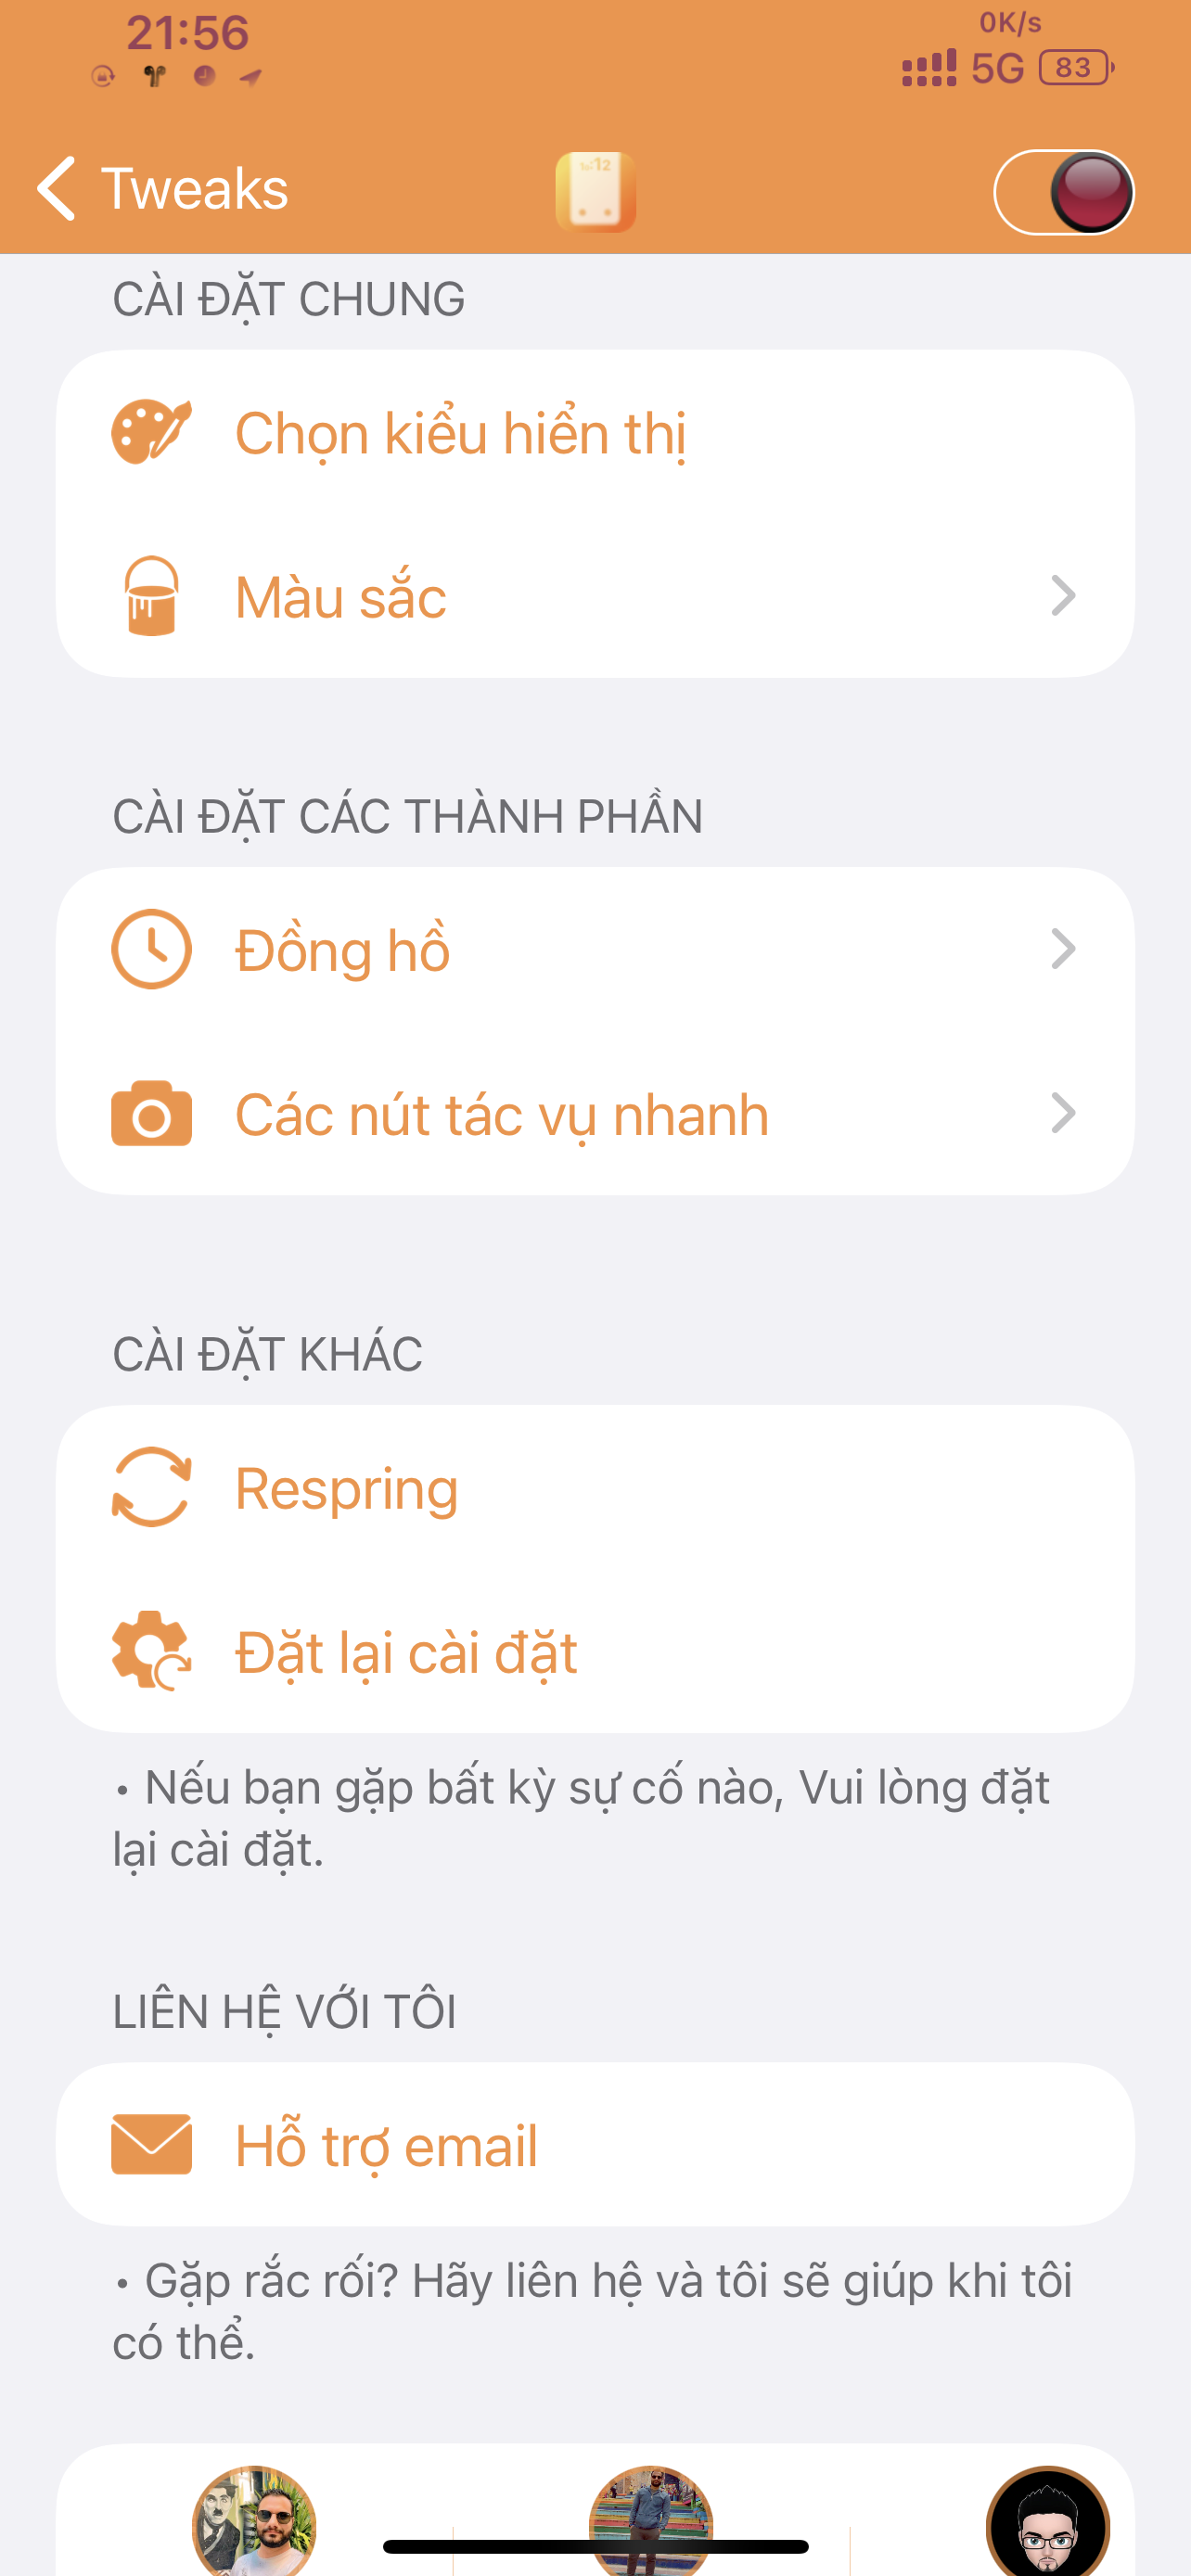 21:56
0K/s
5G 83
Tweaks
CÀI ĐẶT CHUNG
Chọn kiểu hiển thị
Màu sắc
CÀI ĐẶT CÁC THÀNH PHẦN
Đồng hồ
Các nút tác vụ nhanh
CÀI ĐẶT KHÁC
Respring
Đặt lại cài đặt
• Nếu bạn gặp bất kỳ sự cố nào, Vui lòng đặt
lại cài đặt.
LIÊN HỆ VỚI TÔI
Hỗ trợ email
• Gặp rắc rối? Hãy liên hệ và tôi sẽ giúp khi tôi
có thể.